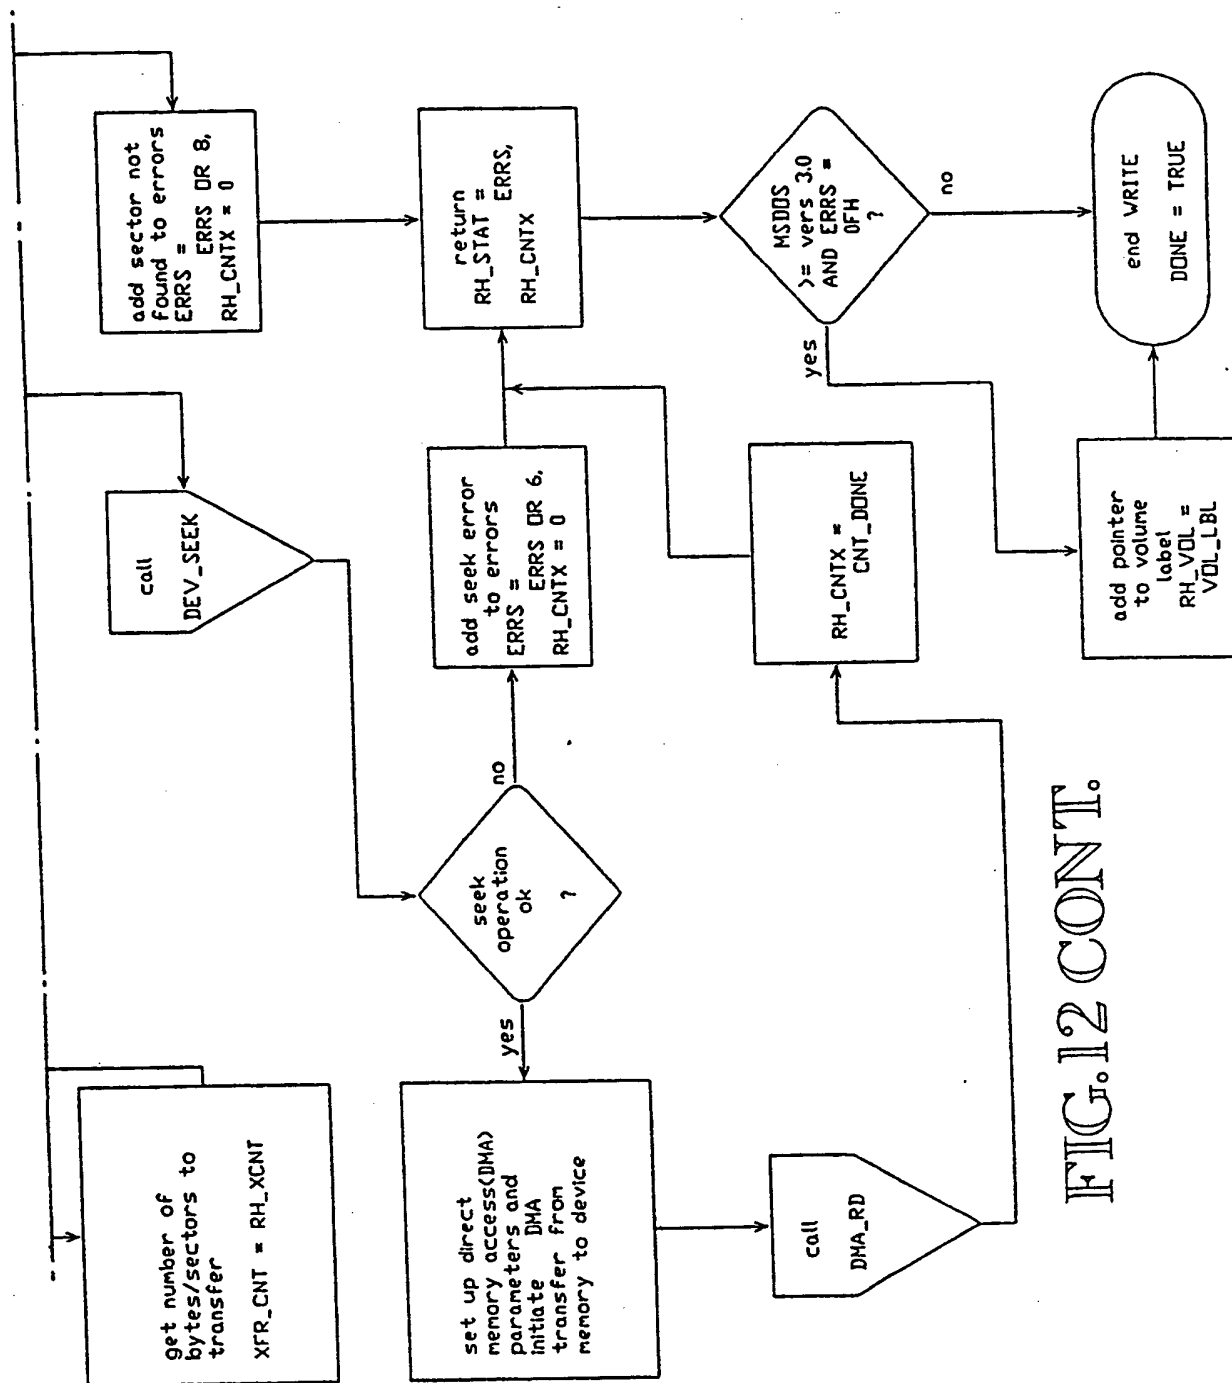 get number of
bytes/sectors to
transfer
XFR_CNT = RH_XCNT
call
DEV_SEEK
add sector not
found to errors
ERRS =
ERRS OR 8,
RH_CNTX = 0
set up direct
memory access(DMA)
parameters and
initiate DMA
transfer from
memory to device
yes
seek
operation
ok
?
no
add seek error
to errors
ERRS =
ERRS OR 6,
RH_CNTX = 0
return
RH_STAT =
ERRS,
RH_CNTX
call
DMA_RD
RH_CNTX =
CNT_DONE
yes
MSDOS
>= vers 3.0
AND ERRS =
0FH
?
no
add pointer
to volume
label
RH_VOL =
VOL_LBL
end WRITE
DONE = TRUE
FIG.12 CONT.